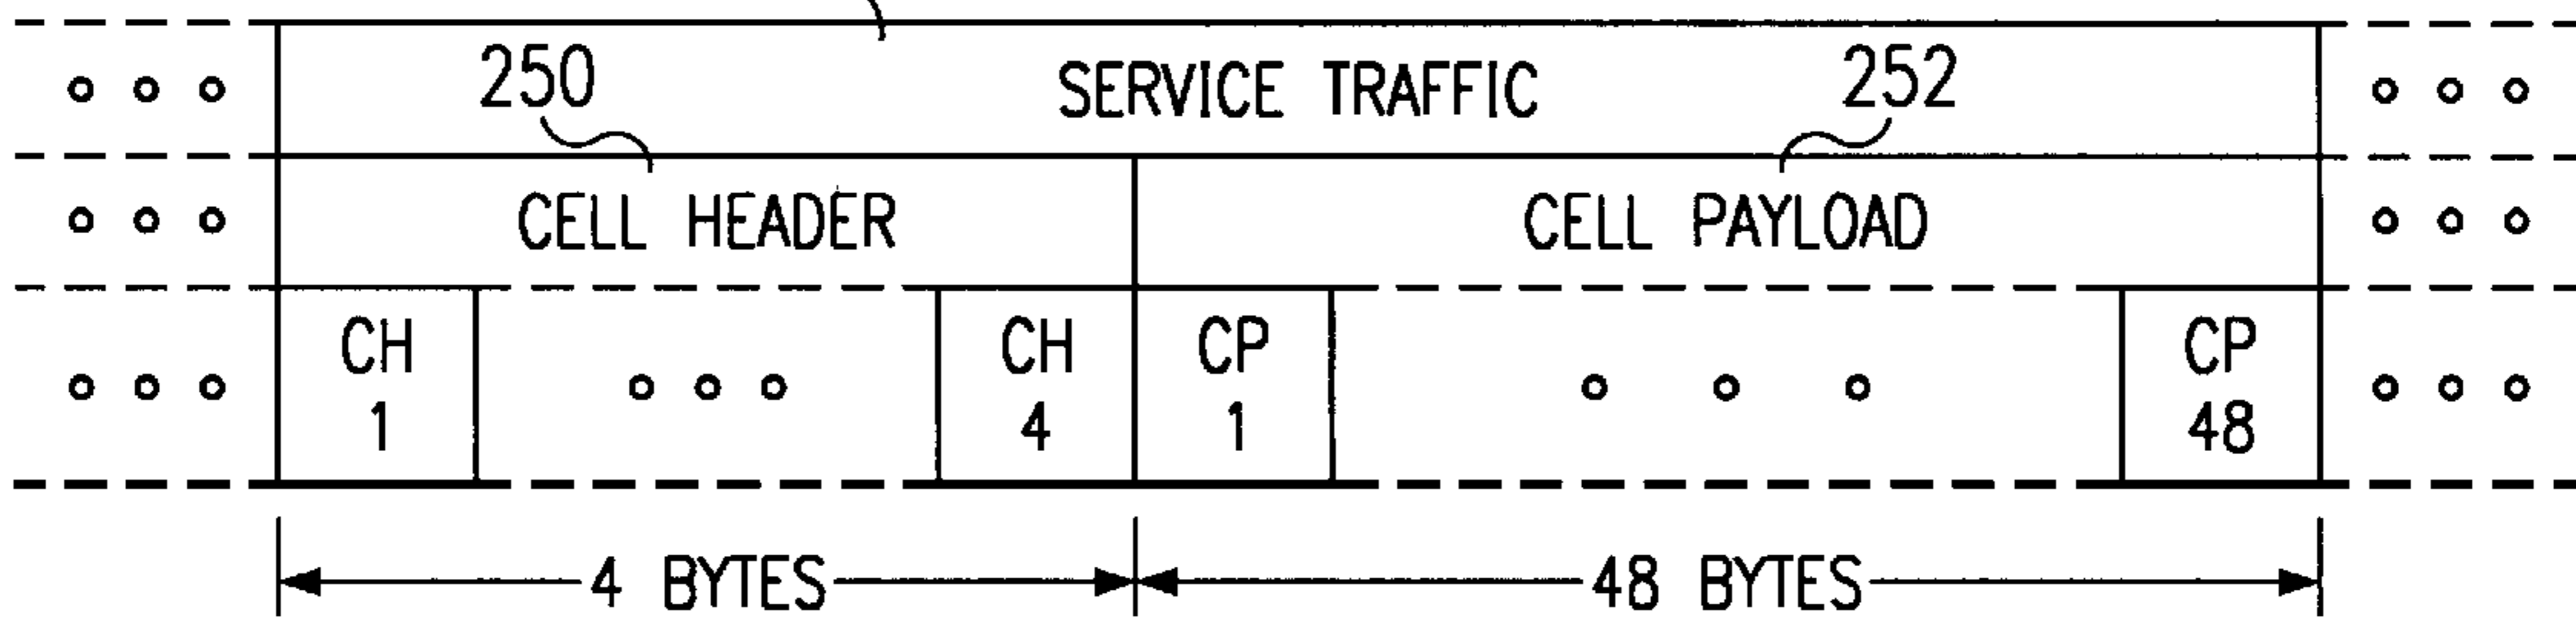 250
SERVICE TRAFFIC
252
CELL HEADER
CELL PAYLOAD
CH
1
CH
4
CP
1
CP
48
4 BYTES
48 BYTES